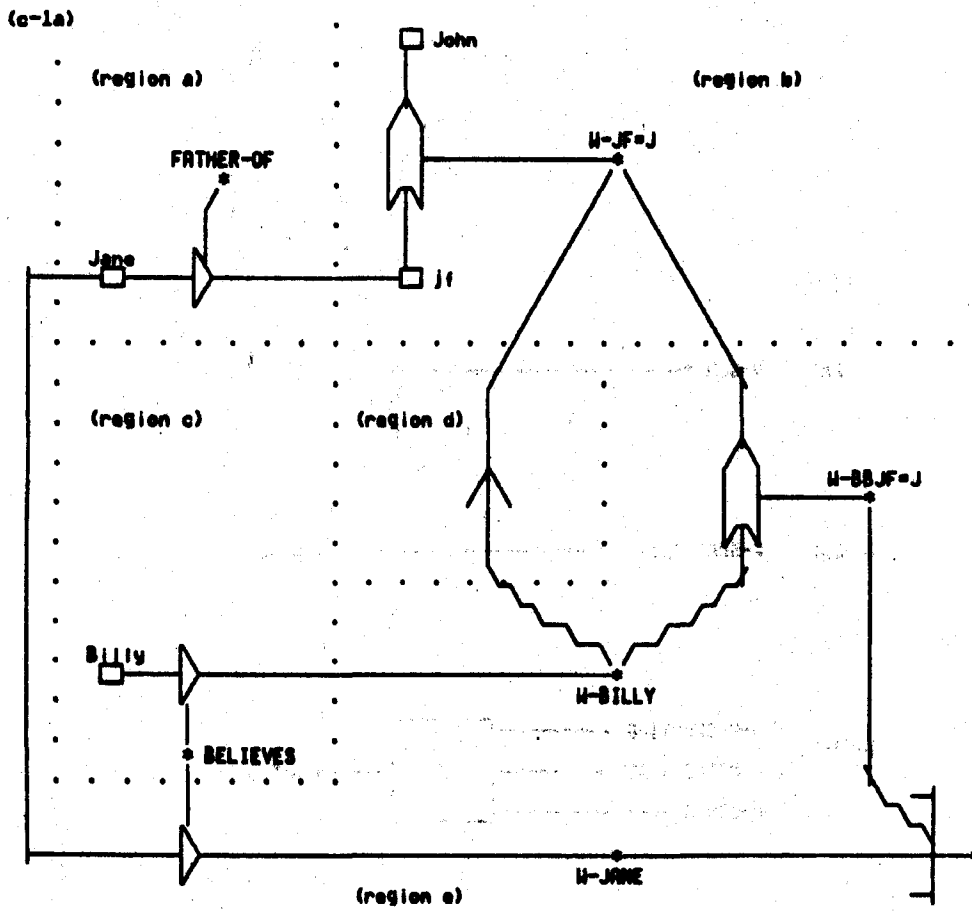 (c-1a)
John
(region a)
(region b)
W-JF=J
FATHER-OF
Jane
jf
(region c)
(region d)
W-BBJF=J
Billy
W-BILLY
BELIEVES
W-JANE
(region e)